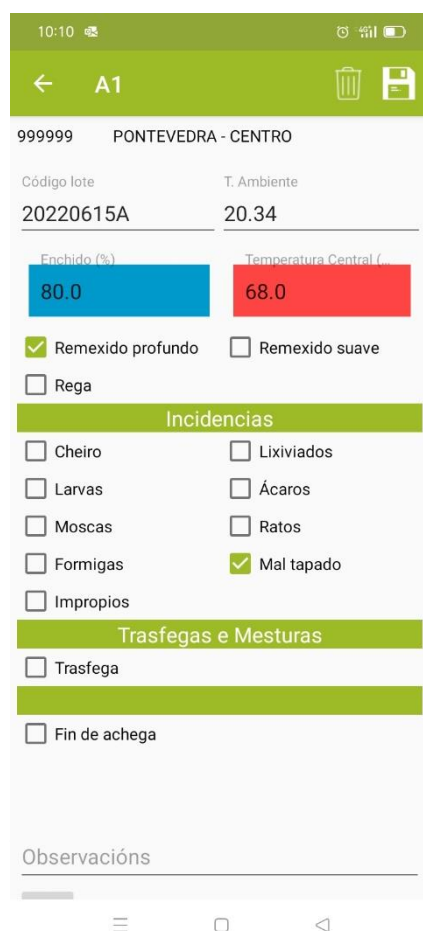 10:10
A1
999999 PONTEVEDRA - CENTRO
Código lote T. Ambiente
20220615A 20.34
Enchido (%) Temperatura Central (...
80.0 68.0
Remexido profundo Remexido suave
Rega
Incidencias
Cheiro Lixiviados
Larvas Ácaros
Moscas Ratos
Formigas Mal tapado
Impropios
Trasfegas e Mesturas
Trasfega
Fin de achega
Observacións